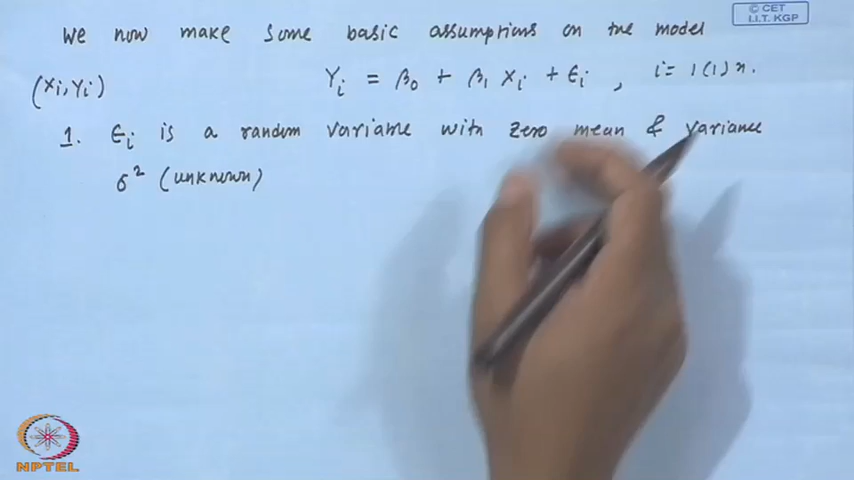 © CET
I.I.T. KGP
We now make some basic assumptions on the model
(Xi, Yi) Yi = β0 + β1 Xi + ϵi , i = 1(1)n.
1. ϵi is a random variable with zero mean & variance
σ² (unknown)
NPTEL